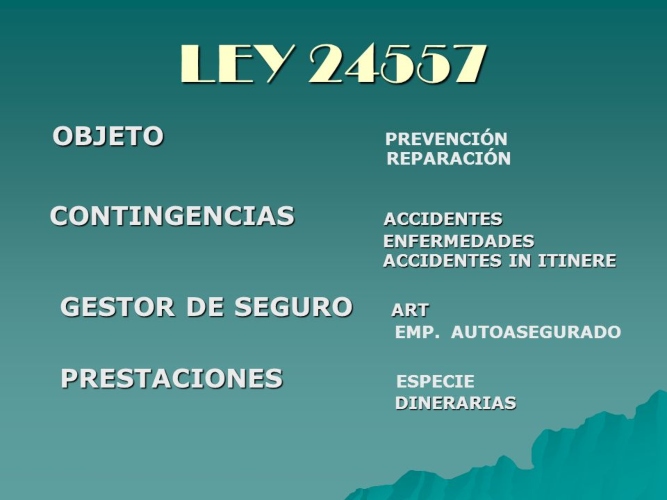 LEY 24557
OBJETO PREVENCIÓN
REPARACIÓN
CONTINGENCIAS ACCIDENTES
ENFERMEDADES
ACCIDENTES IN ITINERE
GESTOR DE SEGURO ART
EMP. AUTOASEGURADO
PRESTACIONES ESPECIE
DINERARIAS